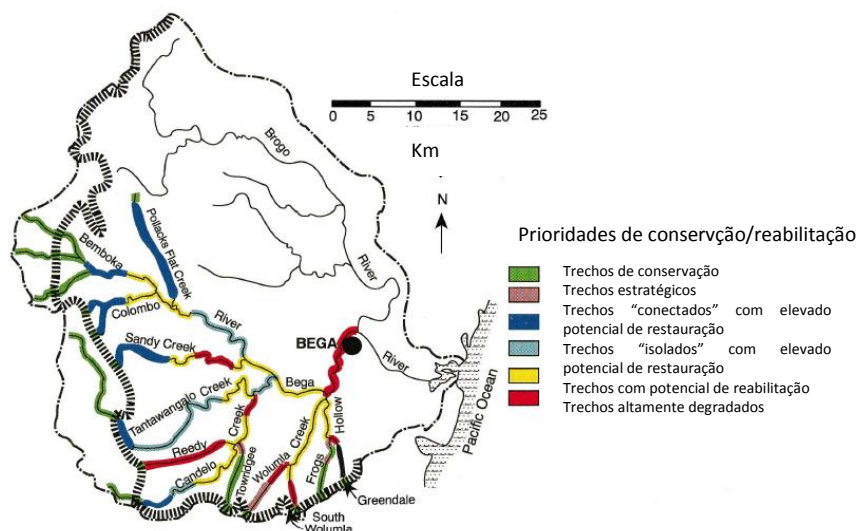 Escala
0 5 10 15 20 25
Km
N
Brogo
River
Pollacks Flat Creek
Bemboka
Colombo
River
Sandy Creek
BEGA
River
Bega
Tantawangalo Creek
Creek
Reedy
Candelo
Towridgee
Wolumla Creek
Hollow
Frogs
Greendale
South
Wolumla
Pacific Ocean
Prioridades de conservção/reabilitação
Trechos de conservação
Trechos estratégicos
Trechos “conectados” com elevado
potencial de restauração
Trechos “isolados” com elevado
potencial de restauração
Trechos com potencial de reabilitação
Trechos altamente degradados